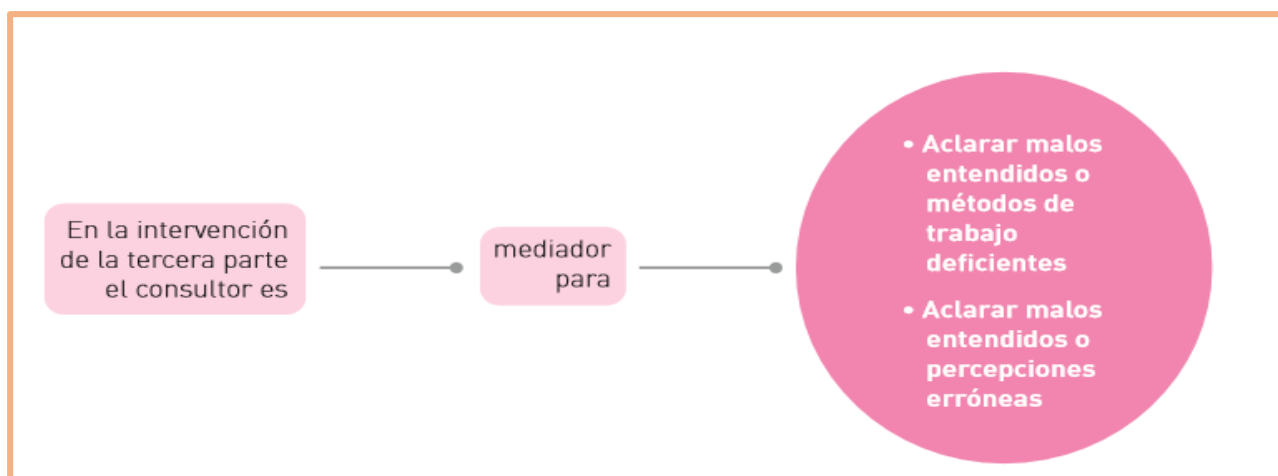 En la intervención
de la tercera parte
el consultor es
mediador
para
• Aclarar malos
entendidos o
métodos de
trabajo
deficientes
• Aclarar malos
entendidos o
percepciones
erróneas